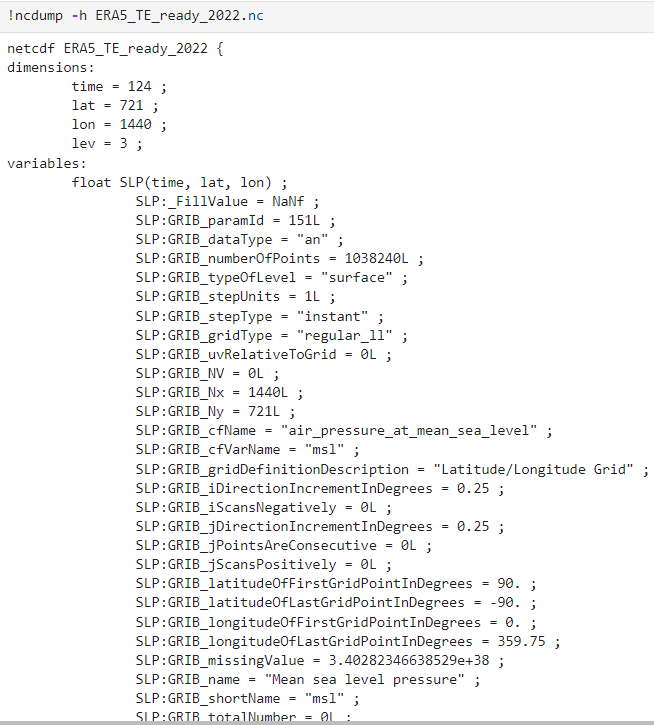 !ncdump -h ERA5_TE_ready_2022.nc
netcdf ERA5_TE_ready_2022 {
dimensions:
time = 124 ;
lat = 721 ;
lon = 1440 ;
lev = 3 ;
variables:
float SLP(time, lat, lon) ;
SLP:_FillValue = NaNf ;
SLP:GRIB_paramId = 151L ;
SLP:GRIB_dataType = "an" ;
SLP:GRIB_numberOfPoints = 1038240L ;
SLP:GRIB_typeOfLevel = "surface" ;
SLP:GRIB_stepUnits = 1L ;
SLP:GRIB_stepType = "instant" ;
SLP:GRIB_gridType = "regular_ll" ;
SLP:GRIB_uvRelativeToGrid = 0L ;
SLP:GRIB_NV = 0L ;
SLP:GRIB_Nx = 1440L ;
SLP:GRIB_Ny = 721L ;
SLP:GRIB_cfName = "air_pressure_at_mean_sea_level" ;
SLP:GRIB_cfVarName = "msl" ;
SLP:GRIB_gridDefinitionDescription = "Latitude/Longitude Grid" ;
SLP:GRIB_iDirectionIncrementInDegrees = 0.25 ;
SLP:GRIB_iScansNegatively = 0L ;
SLP:GRIB_jDirectionIncrementInDegrees = 0.25 ;
SLP:GRIB_jPointsAreConsecutive = 0L ;
SLP:GRIB_jScansPositively = 0L ;
SLP:GRIB_latitudeOfFirstGridPointInDegrees = 90. ;
SLP:GRIB_latitudeOfLastGridPointInDegrees = -90. ;
SLP:GRIB_longitudeOfFirstGridPointInDegrees = 0. ;
SLP:GRIB_longitudeOfLastGridPointInDegrees = 359.75 ;
SLP:GRIB_missingValue = 3.40282346638529e+38 ;
SLP:GRIB_name = "Mean sea level pressure" ;
SLP:GRIB_shortName = "msl" ;
SLP:GRIB_totalNumber = 0L ;